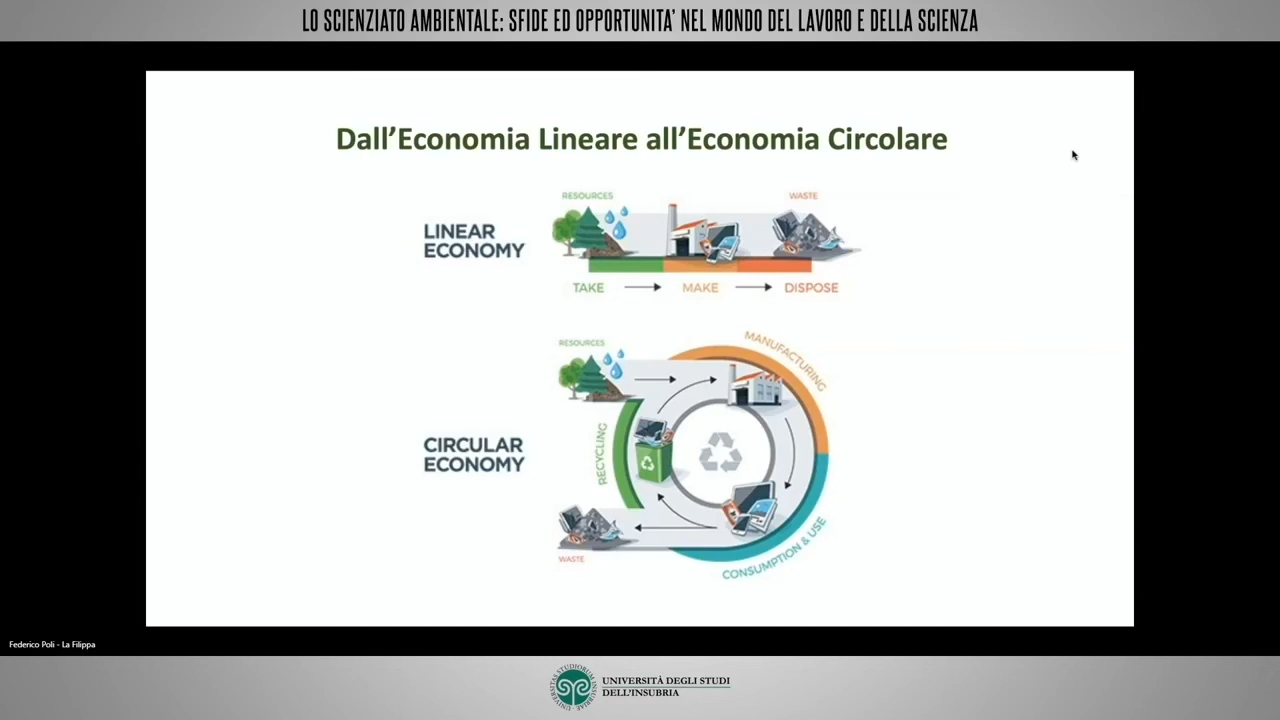 LO SCIENZIATO AMBIENTALE: SFIDE ED OPPORTUNITA' NEL MONDO DEL LAVORO E DELLA SCIENZA
Dall'Economia Lineare all'Economia Circolare
RESOURCES
WASTE
LINEAR
ECONOMY
TAKE
MAKE
DISPOSE
RESOURCES
MANUFACTURING
CIRCULAR
ECONOMY
RECYCLING
WASTE
CONSUMPTION & USE
Federico Poli - La Filippa
UNIVERSITÀ DEGLI STUDI
DELL'INSUBRIA